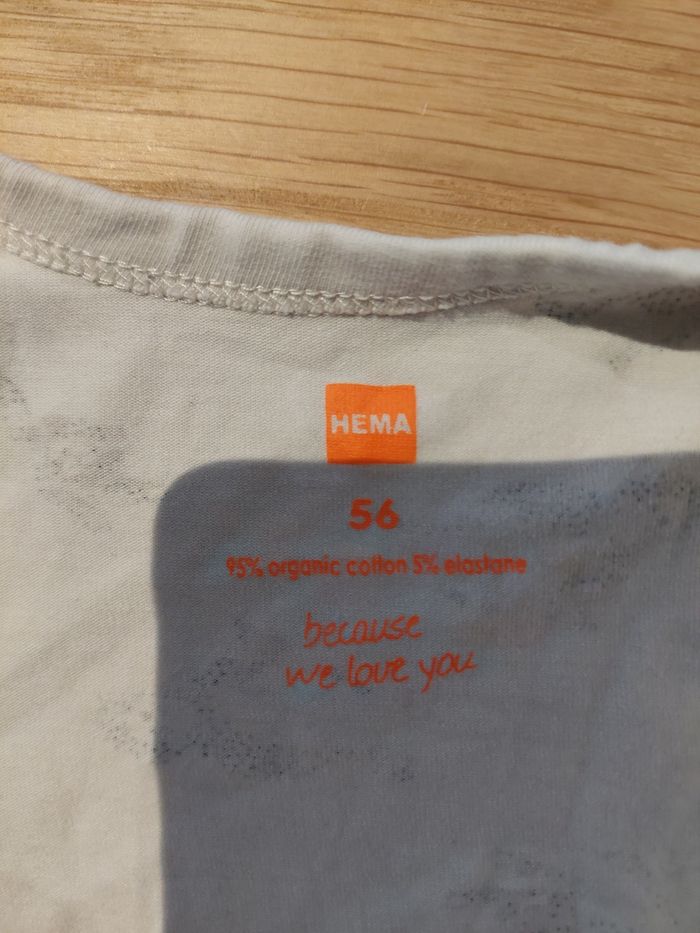 HEMA
56
95% organic cotton 5% elastane
because
we love you